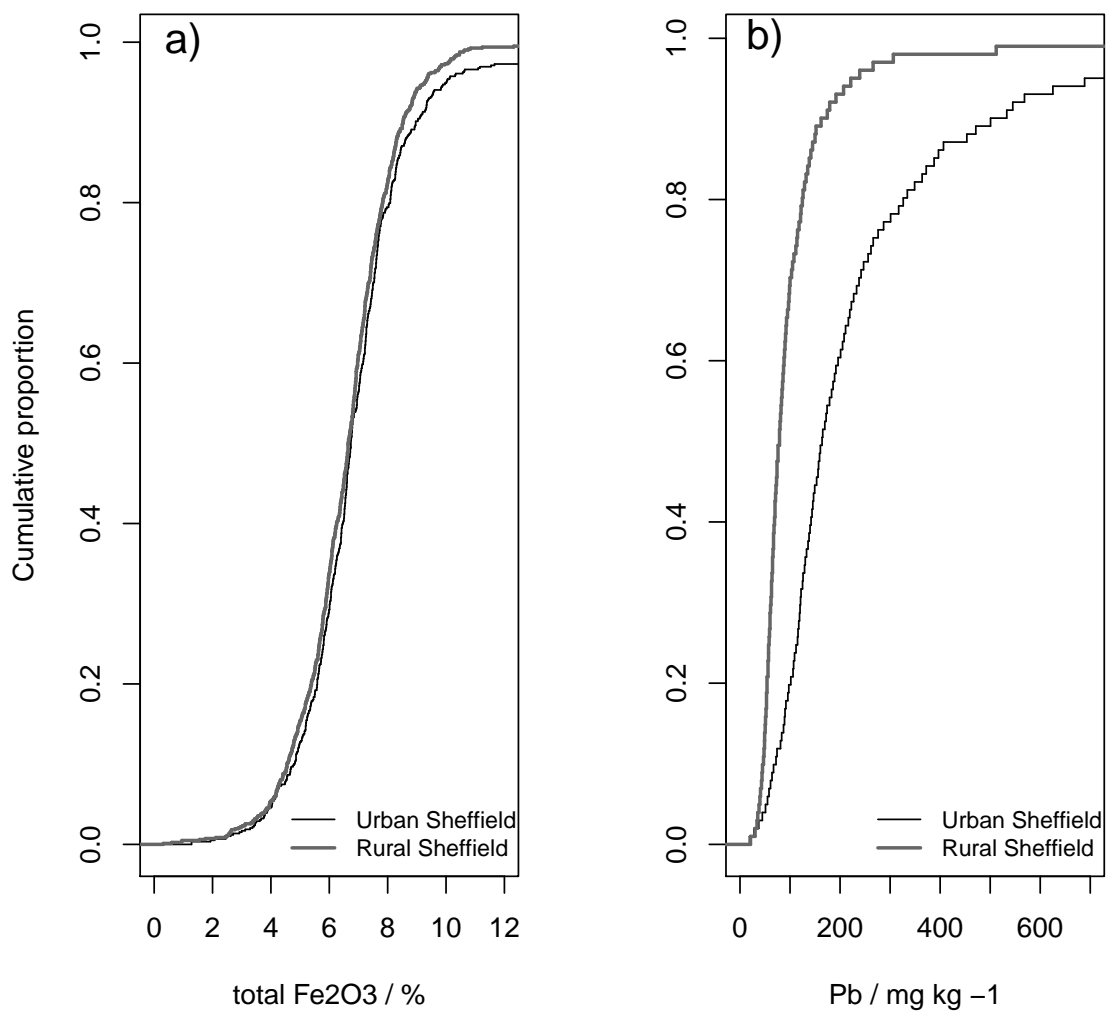 a)
Cumulative proportion
0.0
0.2
0.4
0.6
0.8
1.0
Urban Sheffield
Rural Sheffield
0 2 4 6 8 10 12
total Fe2O3 / %
b)
0.0
0.2
0.4
0.6
0.8
1.0
Urban Sheffield
Rural Sheffield
0 200 400 600
Pb / mg kg −1